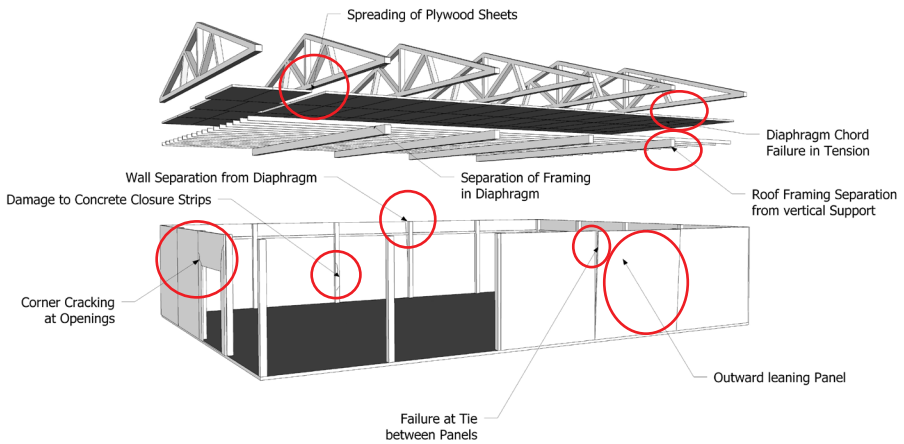 Spreading of Plywood Sheets
Diaphragm Chord
Failure in Tension
Wall Separation from Diaphragm
Separation of Framing
in Diaphragm
Damage to Concrete Closure Strips
Roof Framing Separation
from vertical Support
Corner Cracking
at Openings
Outward leaning Panel
Failure at Tie
between Panels